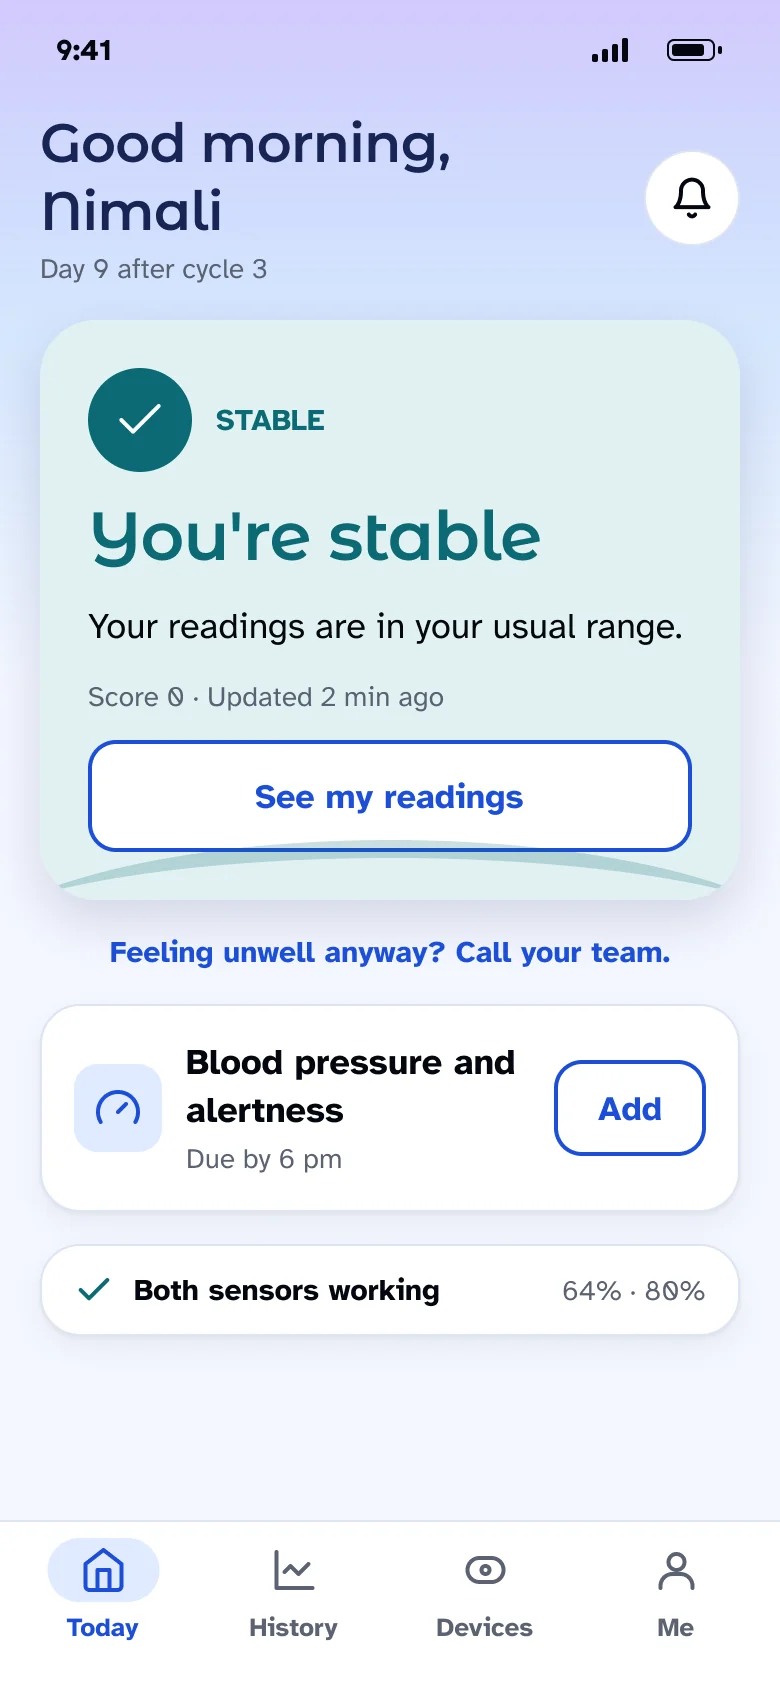 9:41
Good morning,
Nimali
Day 9 after cycle 3
STABLE
You're stable
Your readings are in your usual range.
Score 0 · Updated 2 min ago
See my readings
Feeling unwell anyway? Call your team.
Blood pressure and
alertness
Due by 6 pm
Add
Both sensors working
64% · 80%
Today
History
Devices
Me